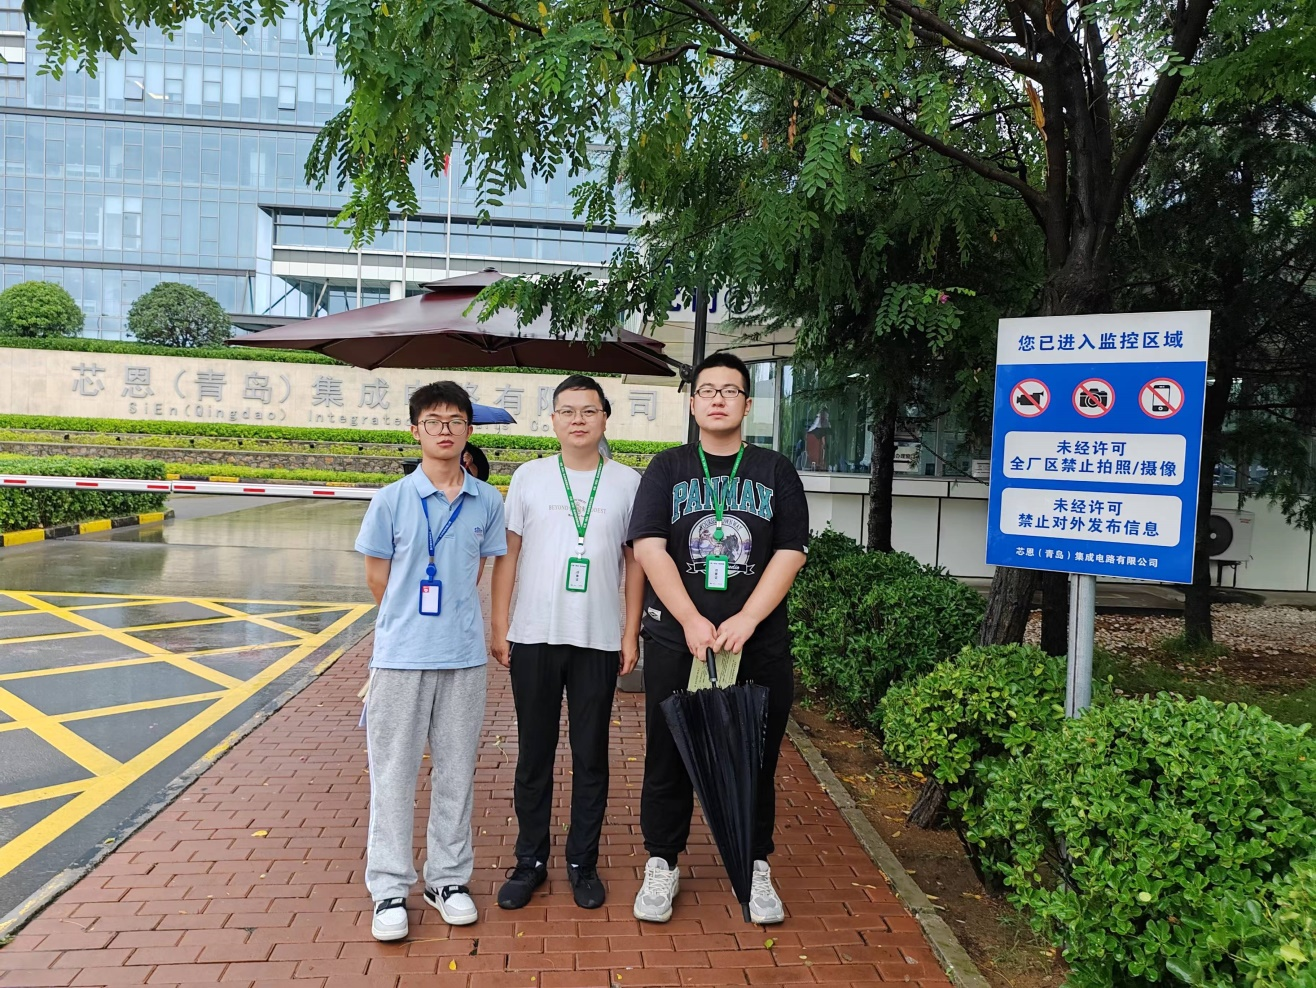 芯恩（青岛）集成电路有限公司
SiEn(Qingdao) Integrated
您已进入监控区域
未经许可
全厂区禁止拍照/摄像
未经许可
禁止对外发布信息
芯恩（青岛）集成电路有限公司
PANMAX